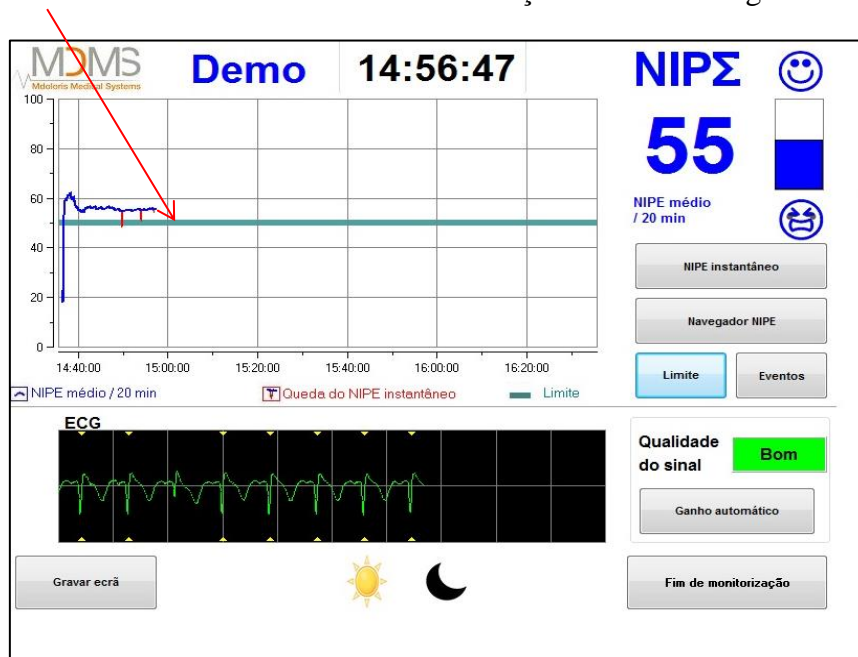 MDMS
Mdoloris Medical Systems
Demo
14:56:47
NIPΣ
100
80
60
40
20
0
14:40:00 15:00:00 15:20:00 15:40:00 16:00:00 16:20:00
NIPE médio / 20 min
Queda do NIPE instantâneo
Limite
55
NIPE médio
/ 20 min
NIPE instantâneo
Navegador NIPE
Limite
Eventos
ECG
Qualidade
do sinal
Bom
Ganho automático
Gravar ecrã
Fim de monitorização